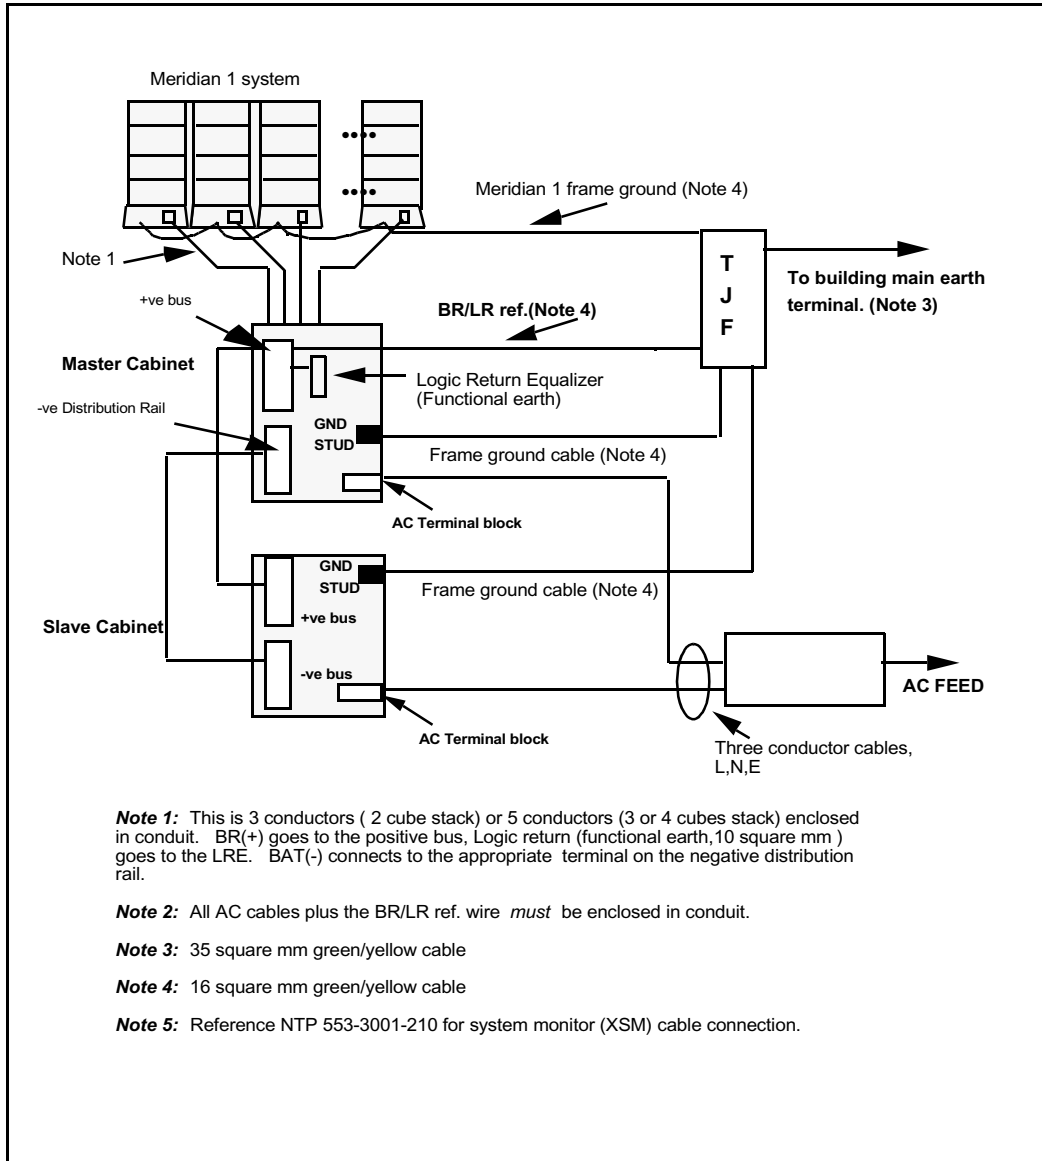 Meridian 1 system
Meridian 1 frame ground (Note 4)
Note 1
T
J
F
To building main earth
terminal. (Note 3)
+ve bus
BR/LR ref.(Note 4)
Master Cabinet
Logic Return Equalizer
(Functional earth)
-ve Distribution Rail
GND
STUD
Frame ground cable (Note 4)
AC Terminal block
GND
STUD
Frame ground cable (Note 4)
+ve bus
Slave Cabinet
-ve bus
AC FEED
AC Terminal block
Three conductor cables,
L,N,E
Note 1: This is 3 conductors ( 2 cube stack) or 5 conductors (3 or 4 cubes stack) enclosed
in conduit. BR(+) goes to the positive bus, Logic return (functional earth,10 square mm )
goes to the LRE. BAT(-) connects to the appropriate terminal on the negative distribution
rail.
Note 2: All AC cables plus the BR/LR ref. wire must be enclosed in conduit.
Note 3: 35 square mm green/yellow cable
Note 4: 16 square mm green/yellow cable
Note 5: Reference NTP 553-3001-210 for system monitor (XSM) cable connection.